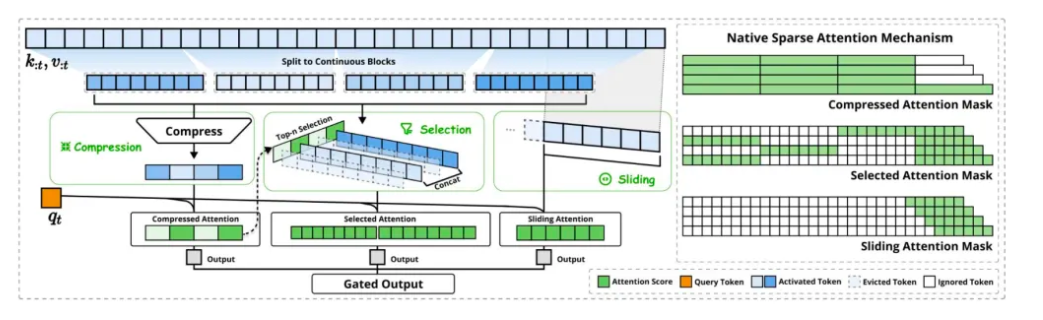 k:t, v:t
Split to Continuous Blocks
Compression
Compress
Top-n Selection
Selection
Concat
...
Sliding
qt
Compressed Attention
Selected Attention
Sliding Attention
Output
Output
Output
Gated Output
Native Sparse Attention Mechanism
Compressed Attention Mask
Selected Attention Mask
Sliding Attention Mask
Attention Score
Query Token
Activated Token
Evicted Token
Ignored Token